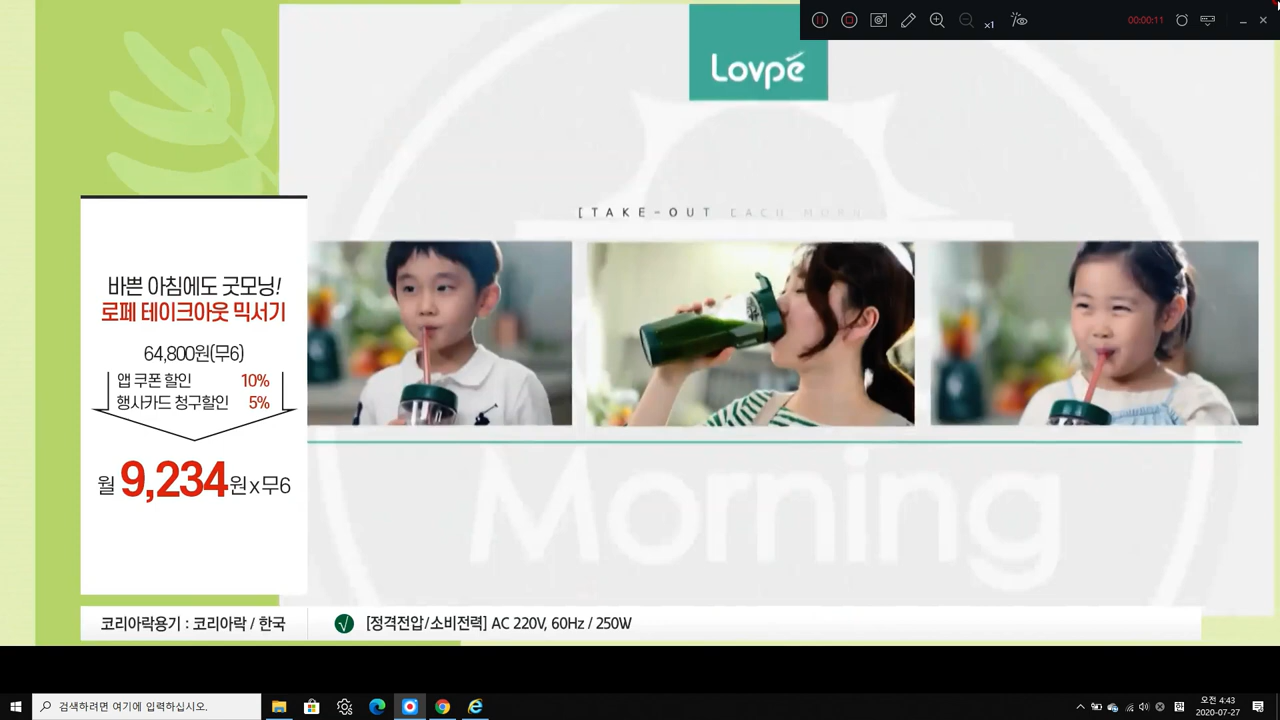 x1
00:00:11
Lovpé
[TAKE-OUT EACH MORN
바쁜 아침에도 굿모닝!
로페 테이크아웃 믹서기
64,800원(무6)
앱 쿠폰 할인 10%
행사카드 청구할인 5%
월 9,234원x무6
Morning
코리아락용기 : 코리아락 / 한국
[정격전압/소비전력] AC 220V, 60Hz / 250W
검색하려면 여기에 입력하십시오.
오전 4:43
2020-07-27